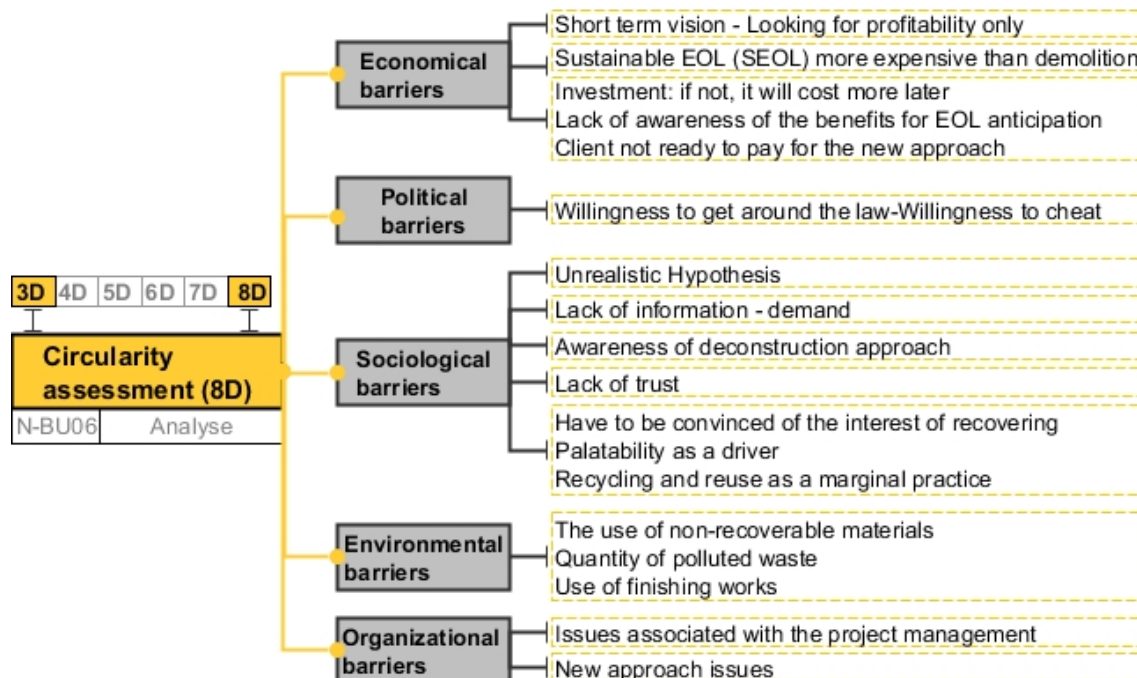 3D 4D 5D 6D 7D 8D
Circularity
assessment (8D)
N-BU06 Analyse
Economical
barriers
Short term vision - Looking for profitability only
Sustainable EOL (SEOL) more expensive than demolition
Investment: if not, it will cost more later
Lack of awareness of the benefits for EOL anticipation
Client not ready to pay for the new approach
Political
barriers
Willingness to get around the law-Willingness to cheat
Sociological
barriers
Unrealistic Hypothesis
Lack of information - demand
Awareness of deconstruction approach
Lack of trust
Have to be convinced of the interest of recovering
Palatability as a driver
Recycling and reuse as a marginal practice
Environmental
barriers
The use of non-recoverable materials
Quantity of polluted waste
Use of finishing works
Organizational
barriers
Issues associated with the project management
New approach issues